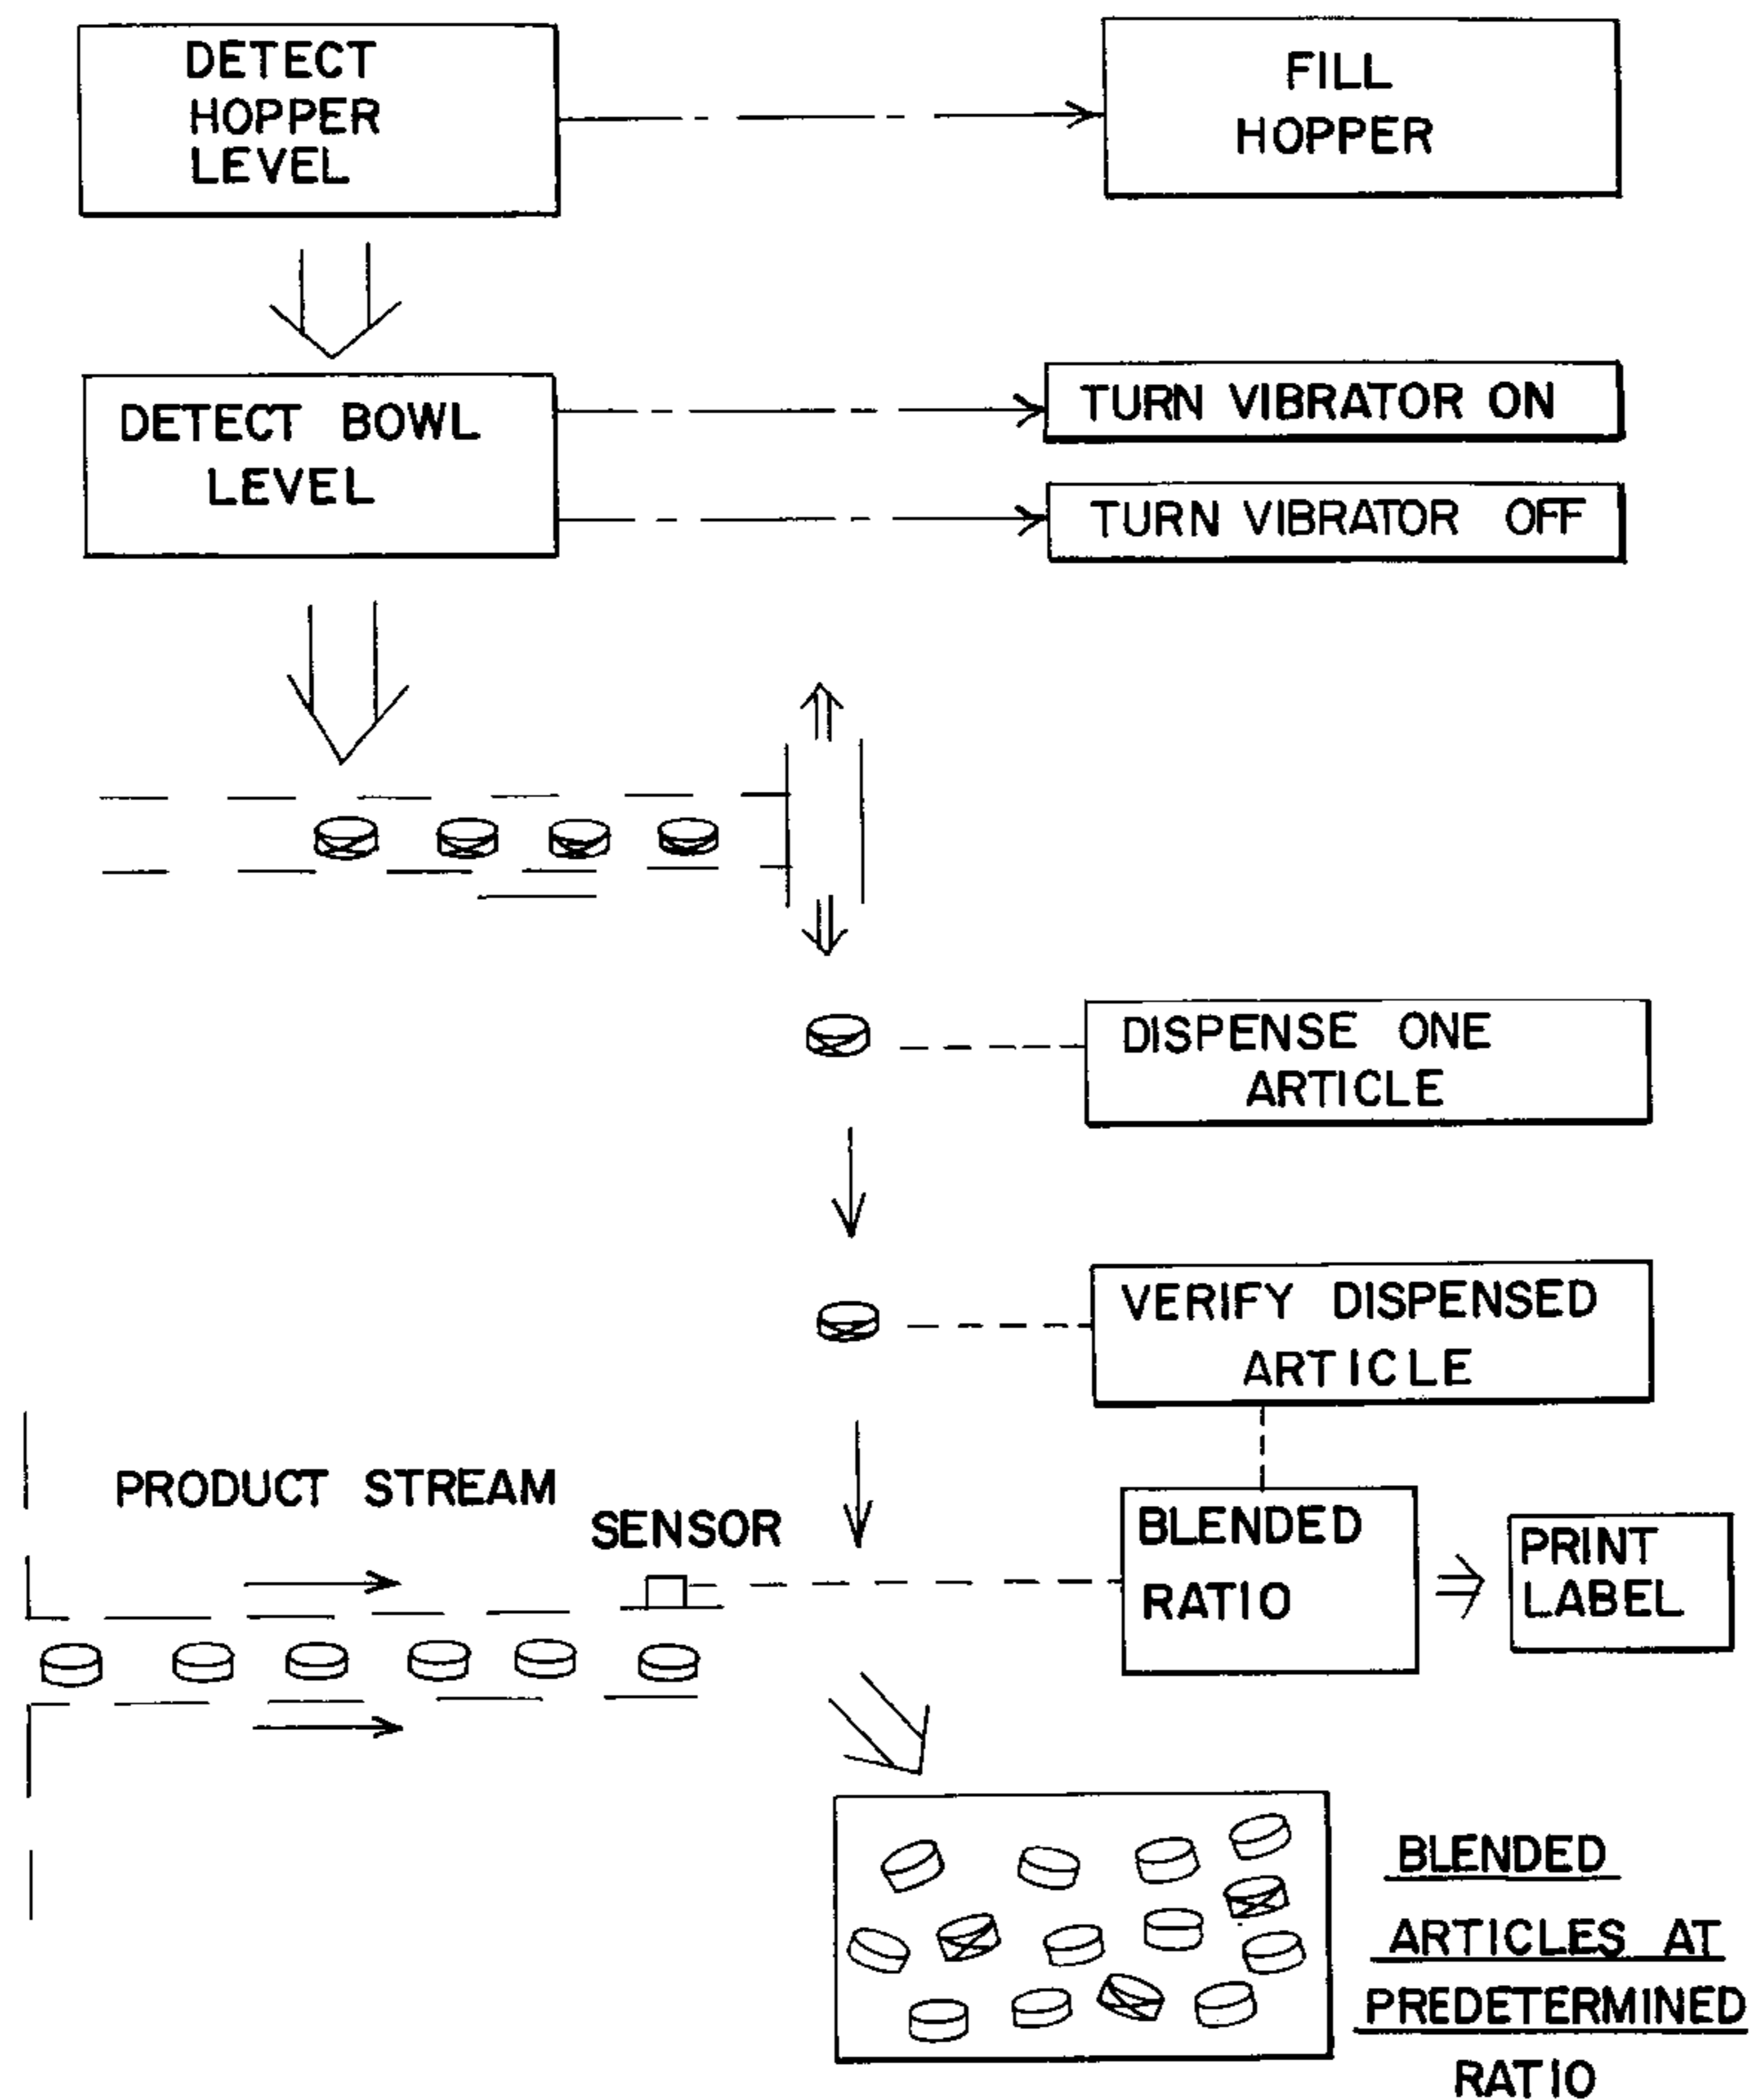 DETECT
HOPPER
LEVEL
FILL
HOPPER
DETECT BOWL
LEVEL
TURN VIBRATOR ON
TURN VIBRATOR OFF
DISPENSE ONE
ARTICLE
VERIFY DISPENSED
ARTICLE
PRODUCT STREAM
SENSOR
BLENDED
RATIO
PRINT
LABEL
BLENDED
ARTICLES AT
PREDETERMINED
RATIO